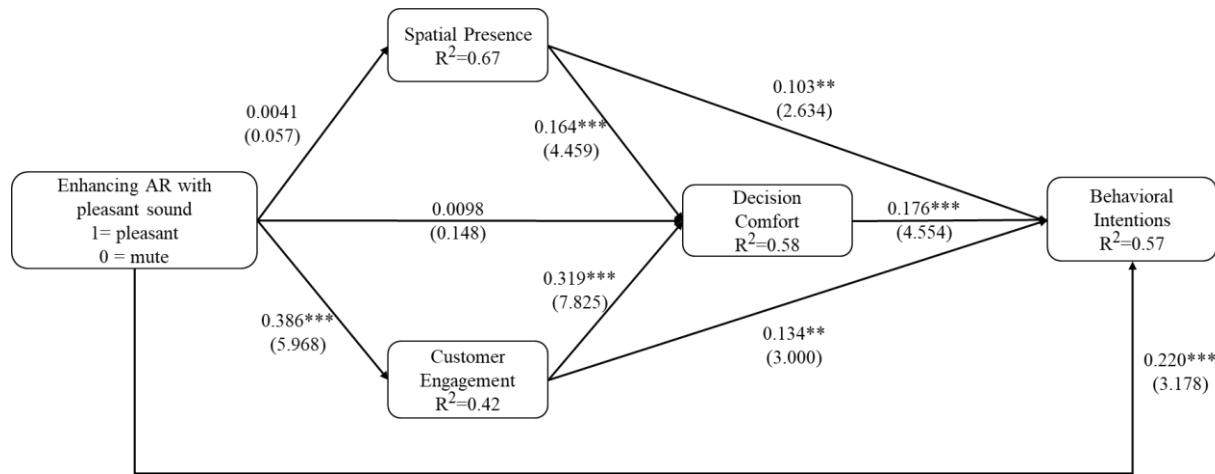 Spatial Presence
R²=0.67
0.103**
(2.634)
0.0041
(0.057)
0.164***
(4.459)
Enhancing AR with
pleasant sound
1= pleasant
0 = mute
0.0098
(0.148)
Decision
Comfort
R²=0.58
0.176***
(4.554)
Behavioral
Intentions
R²=0.57
0.386***
(5.968)
0.319***
(7.825)
0.134**
(3.000)
Customer
Engagement
R²=0.42
0.220***
(3.178)